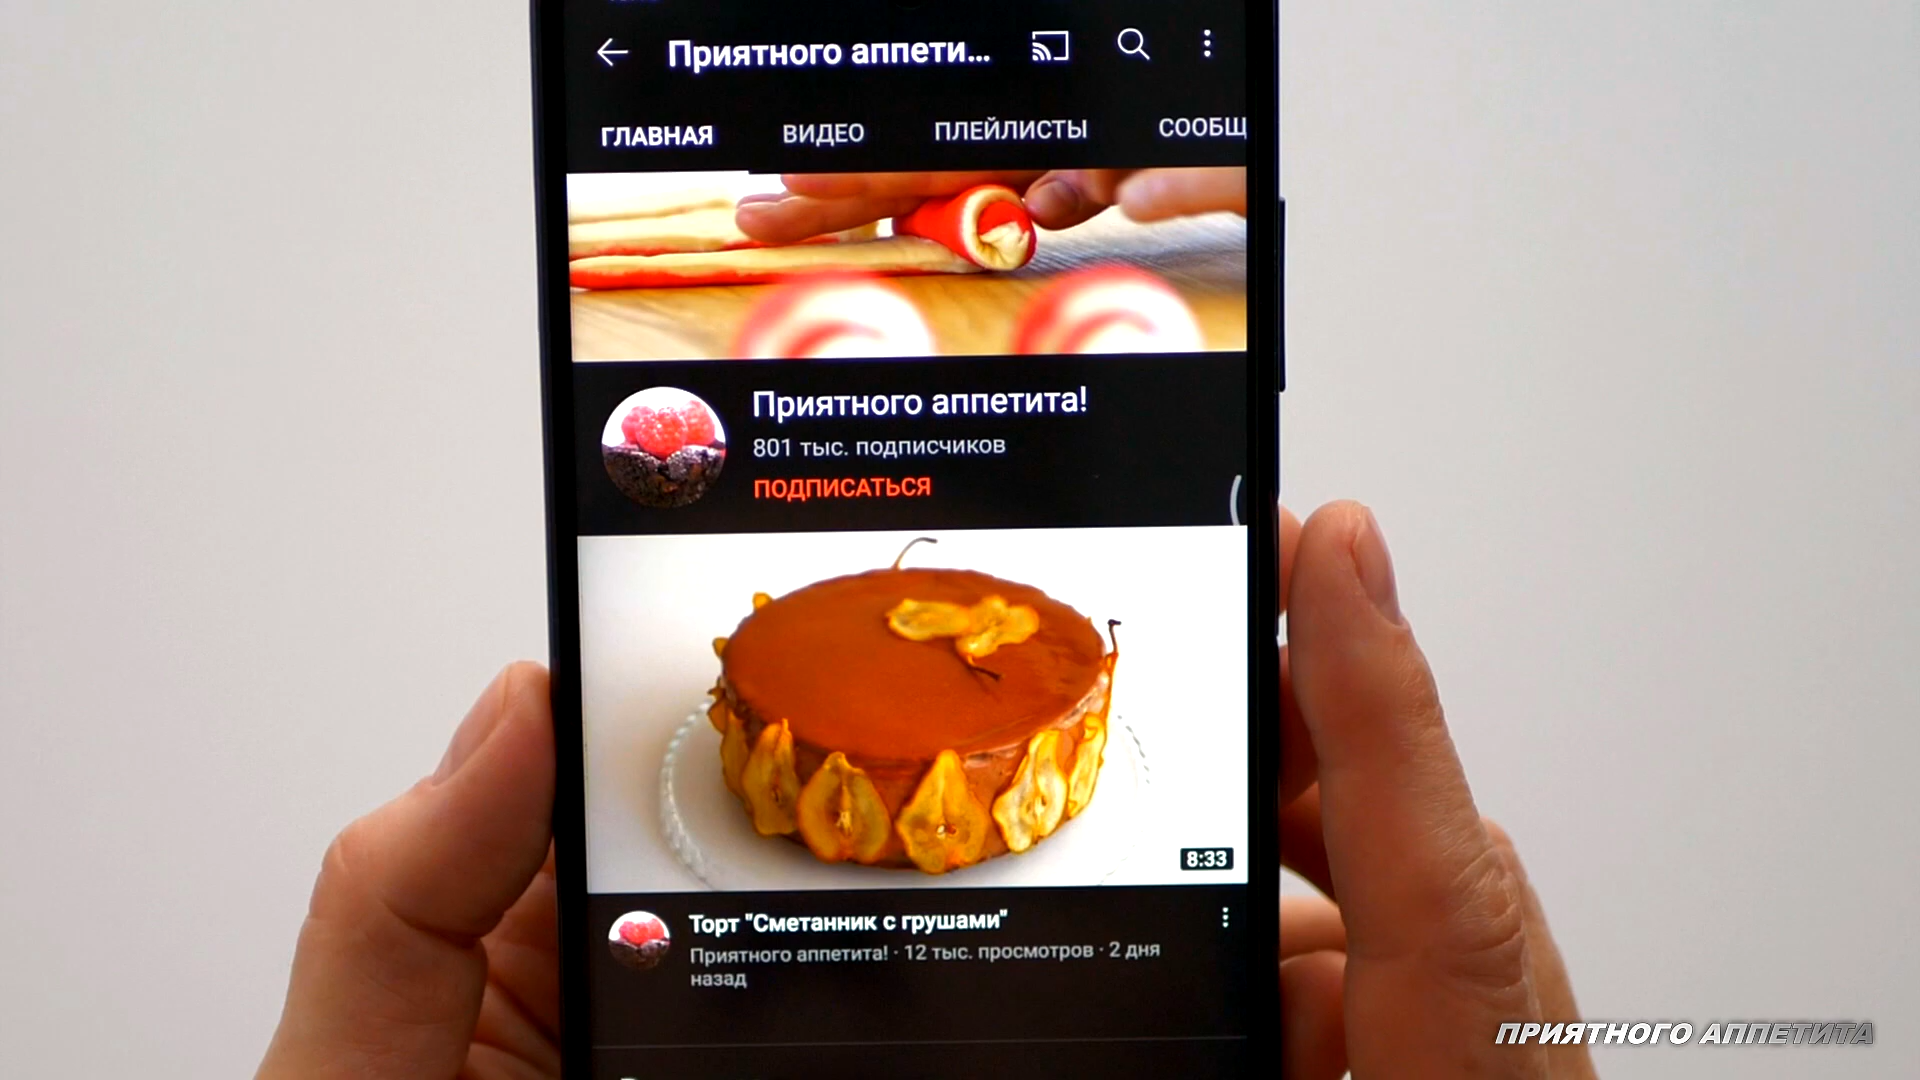 Приятного аппети...
ГЛАВНАЯ ВИДЕО ПЛЕЙЛИСТЫ СООБЩ
Приятного аппетита!
801 тыс. подписчиков
ПОДПИСАТЬСЯ
8:33
Торт "Сметанник с грушами"
Приятного аппетита! · 12 тыс. просмотров · 2 дня
назад
ПРИЯТНОГО АППЕТИТА